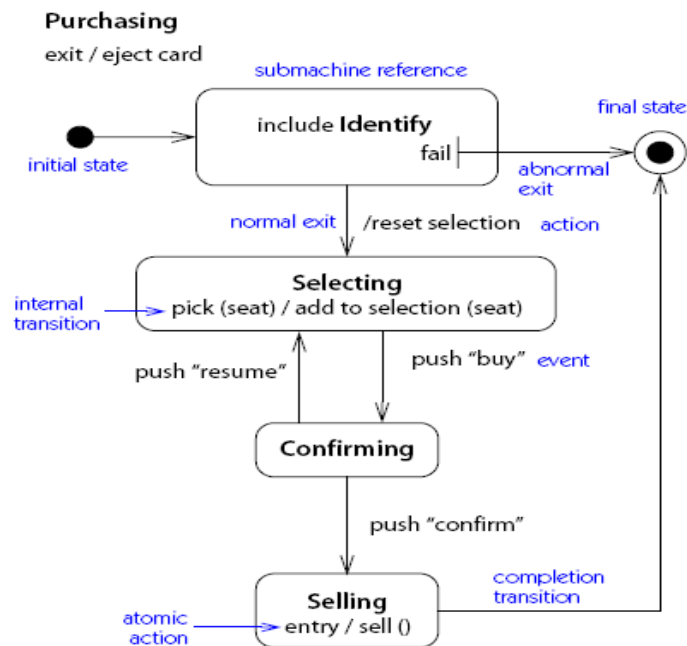 Purchasing
exit / eject card
submachine reference
final state
include Identify
fail
initial state
abnormal
exit
normal exit
/reset selection
action
Selecting
internal
transition
pick (seat) / add to selection (seat)
push “resume”
push “buy”
event
Confirming
push “confirm”
completion
transition
Selling
atomic
action
entry / sell ()